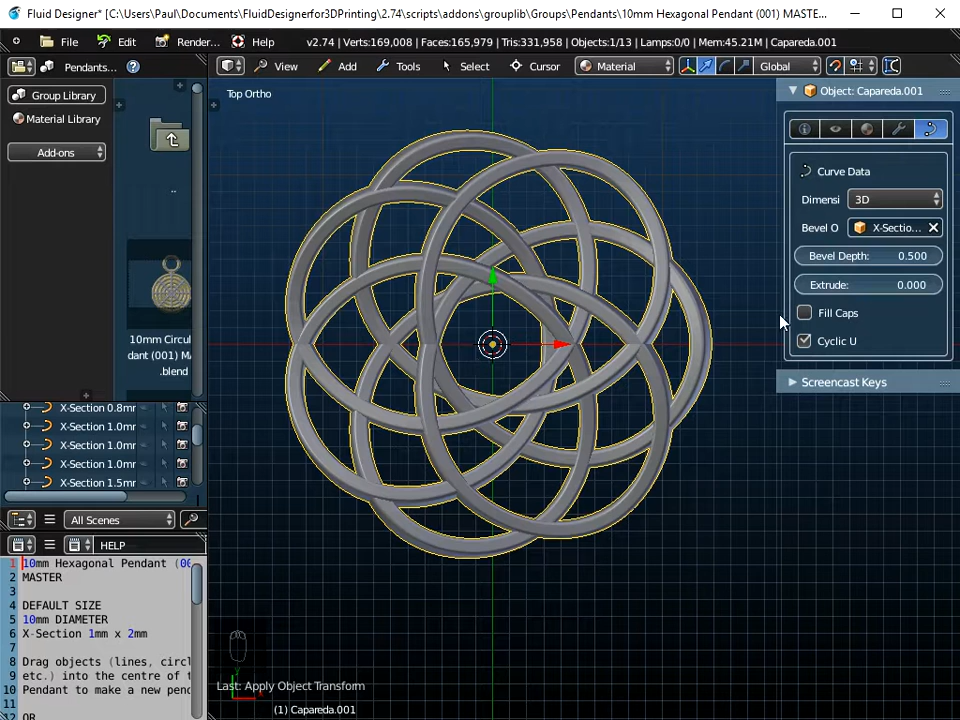 Fluid Designer* [C:\Users\Paul\Documents\FluidDesignerfor3DPrinting\2.74\scripts\addons\grouplib\Groups\Pendants\10mm Hexagonal Pendant (001) MASTE...
File Edit Render... Help v2.74 | Verts:169,008 | Faces:165,979 | Tris:331,958 | Objects:1/13 | Lamps:0/0 | Mem:45.21M | Capareda.001
Pendants... View Add Tools Select Cursor Material Global
Group Library
Material Library
Add-ons
..
10mm Circul
dant (001) M
.blend
Top Ortho
Object: Capareda.001
Curve Data
Dimensi 3D
Bevel O X-Sectio...
Bevel Depth: 0.500
Extrude: 0.000
Fill Caps
Cyclic U
Screencast Keys
X-Section 0.8mr
X-Section 1.0mr
X-Section 1.0mr
X-Section 1.0mr
X-Section 1.5mr
All Scenes
HELP
1 10mm Hexagonal Pendant (00
2 MASTER
3
4 DEFAULT SIZE
5 10mm DIAMETER
6 X-Section 1mm x 2mm
7
8 Drag objects (lines, circl
9 etc.) into the centre of t
10 Pendant to make a new penc
11
12 OR
Last: Apply Object Transform
(1) Capareda.001